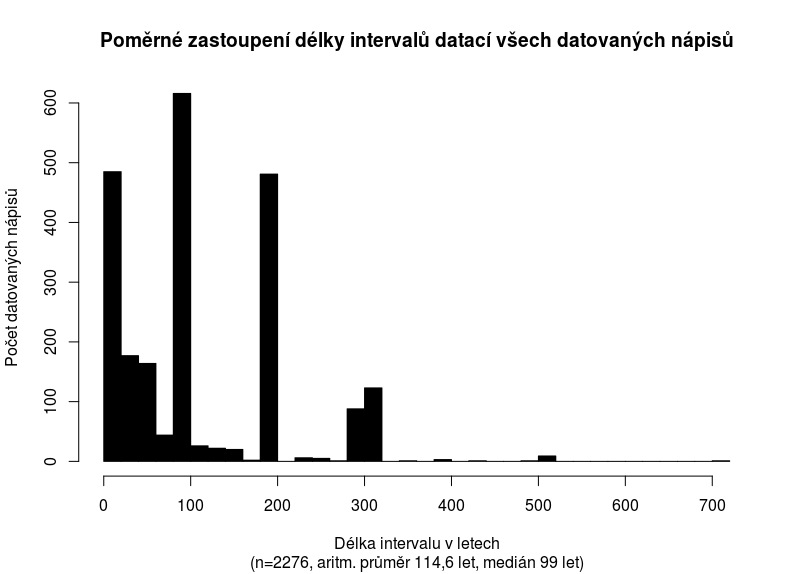 Poměrné zastoupení délky intervalů datací všech datovaných nápisů
Počet datovaných nápisů
600
500
400
300
200
100
0
0 100 200 300 400 500 600 700
Délka intervalu v letech
(n=2276, aritm. průměr 114,6 let, medián 99 let)